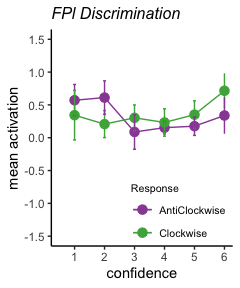 FPI Discrimination
mean activation
1.5
1.0
0.5
0.0
-0.5
-1.0
-1.5
Response
AntiClockwise
Clockwise
1 2 3 4 5 6
confidence